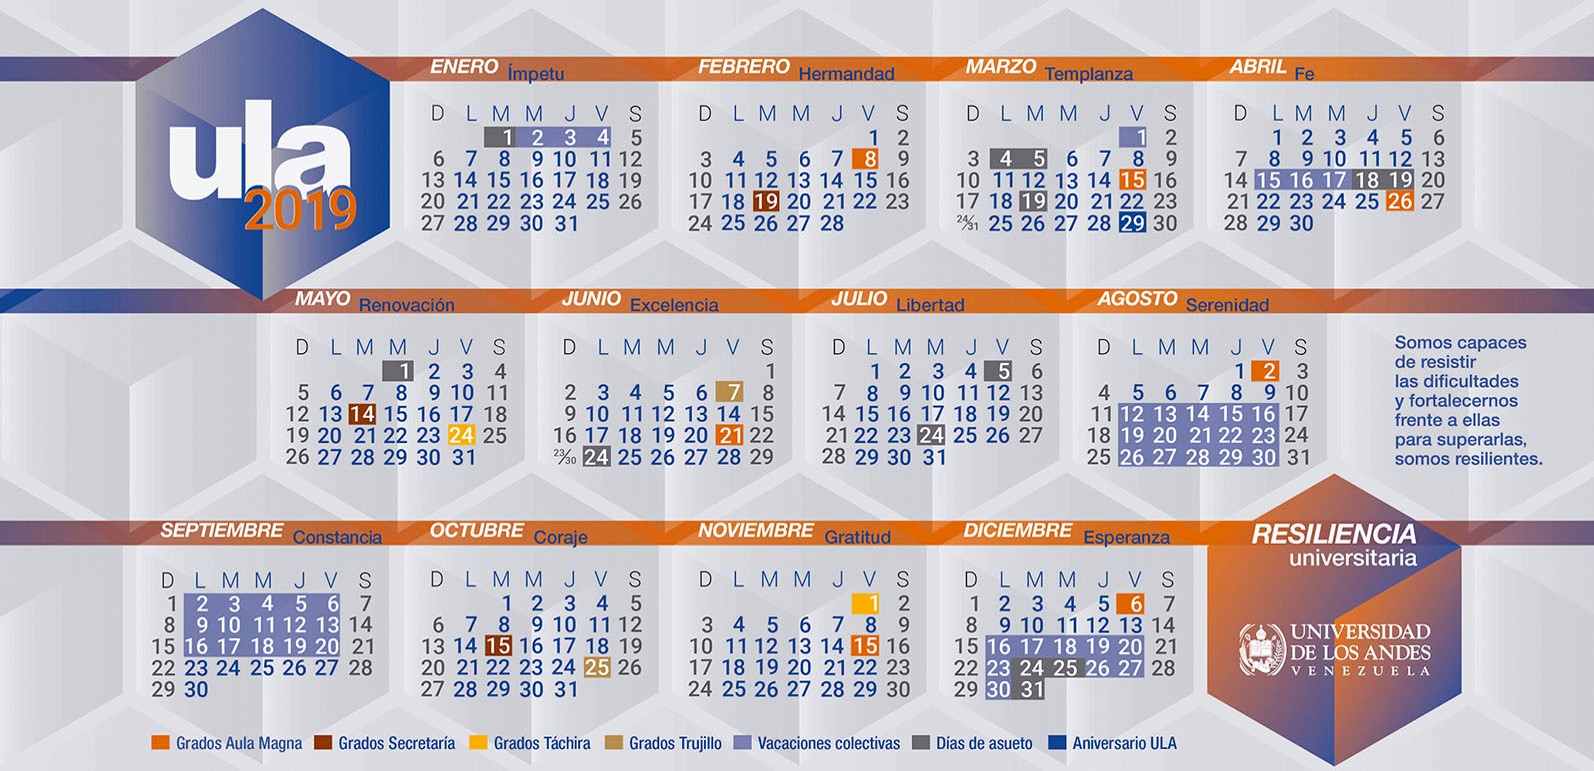 ula
2019
ENERO Ímpetu
D L M M J V S
1 2 3 4 5
6 7 8 9 10 11 12
13 14 15 16 17 18 19
20 21 22 23 24 25 26
27 28 29 30 31
FEBRERO Hermandad
D L M M J V S
1 2
3 4 5 6 7 8 9
10 11 12 13 14 15 16
17 18 19 20 21 22 23
24 25 26 27 28
MARZO Templanza
D L M M J V S
1 2
3 4 5 6 7 8 9
10 11 12 13 14 15 16
17 18 19 20 21 22 23
24/31 25 26 27 28 29 30
ABRIL Fe
D L M M J V S
1 2 3 4 5 6
7 8 9 10 11 12 13
14 15 16 17 18 19 20
21 22 23 24 25 26 27
28 29 30
MAYO Renovación
D L M M J V S
1 2 3 4
5 6 7 8 9 10 11
12 13 14 15 16 17 18
19 20 21 22 23 24 25
26 27 28 29 30 31
JUNIO Excelencia
D L M M J V S
1
2 3 4 5 6 7 8
9 10 11 12 13 14 15
16 17 18 19 20 21 22
23/30 24 25 26 27 28 29
JULIO Libertad
D L M M J V S
1 2 3 4 5 6
7 8 9 10 11 12 13
14 15 16 17 18 19 20
21 22 23 24 25 26 27
28 29 30 31
AGOSTO Serenidad
D L M M J V S
1 2 3
4 5 6 7 8 9 10
11 12 13 14 15 16 17
18 19 20 21 22 23 24
25 26 27 28 29 30 31
Somos capaces
de resistir
las dificultades
y fortalecernos
frente a ellas
para superarlas,
somos resilientes.
SEPTIEMBRE Constancia
D L M M J V S
1 2 3 4 5 6 7
8 9 10 11 12 13 14
15 16 17 18 19 20 21
22 23 24 25 26 27 28
29 30
OCTUBRE Coraje
D L M M J V S
1 2 3 4 5
6 7 8 9 10 11 12
13 14 15 16 17 18 19
20 21 22 23 24 25 26
27 28 29 30 31
NOVIEMBRE Gratitud
D L M M J V S
1 2
3 4 5 6 7 8 9
10 11 12 13 14 15 16
17 18 19 20 21 22 23
24 25 26 27 28 29 30
DICIEMBRE Esperanza
D L M M J V S
1 2 3 4 5 6 7
8 9 10 11 12 13 14
15 16 17 18 19 20 21
22 23 24 25 26 27 28
29 30 31
RESILIENCIA
universitaria
UNIVERSIDAD
DE LOS ANDES
VENEZUELA
Grados Aula Magna Grados Secretaría Grados Táchira Grados Trujillo Vacaciones colectivas Días de asueto Aniversario ULA